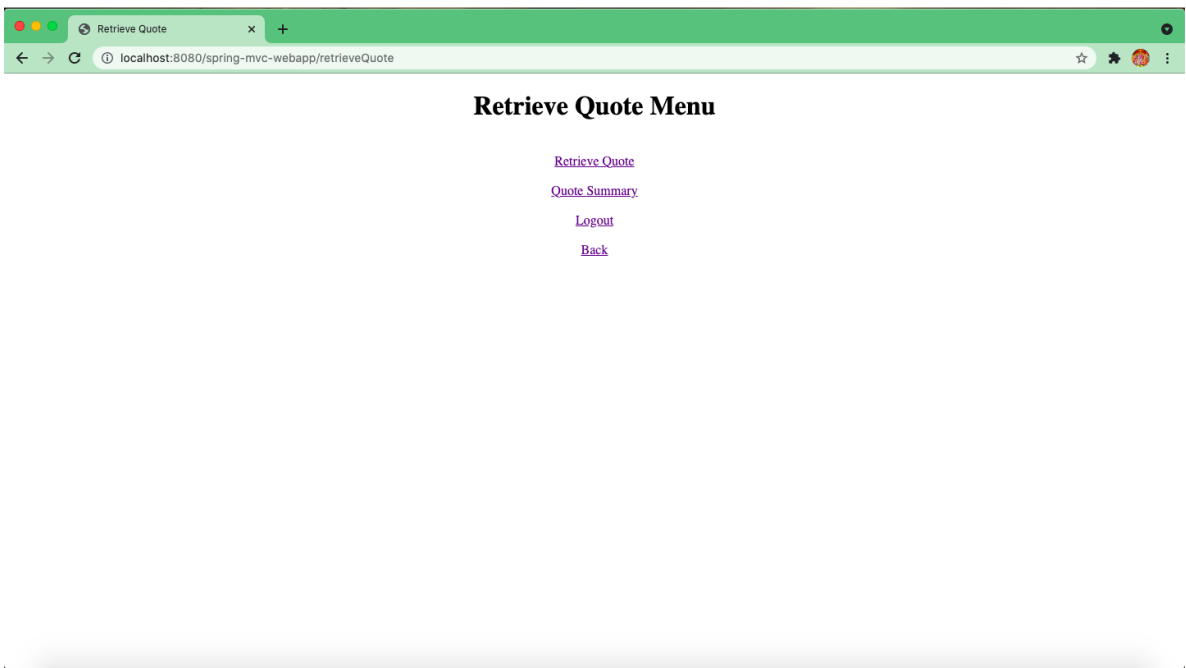 Retrieve Quote
localhost:8080/spring-mvc-webapp/retrieveQuote
Retrieve Quote Menu
Retrieve Quote
Quote Summary
Logout
Back